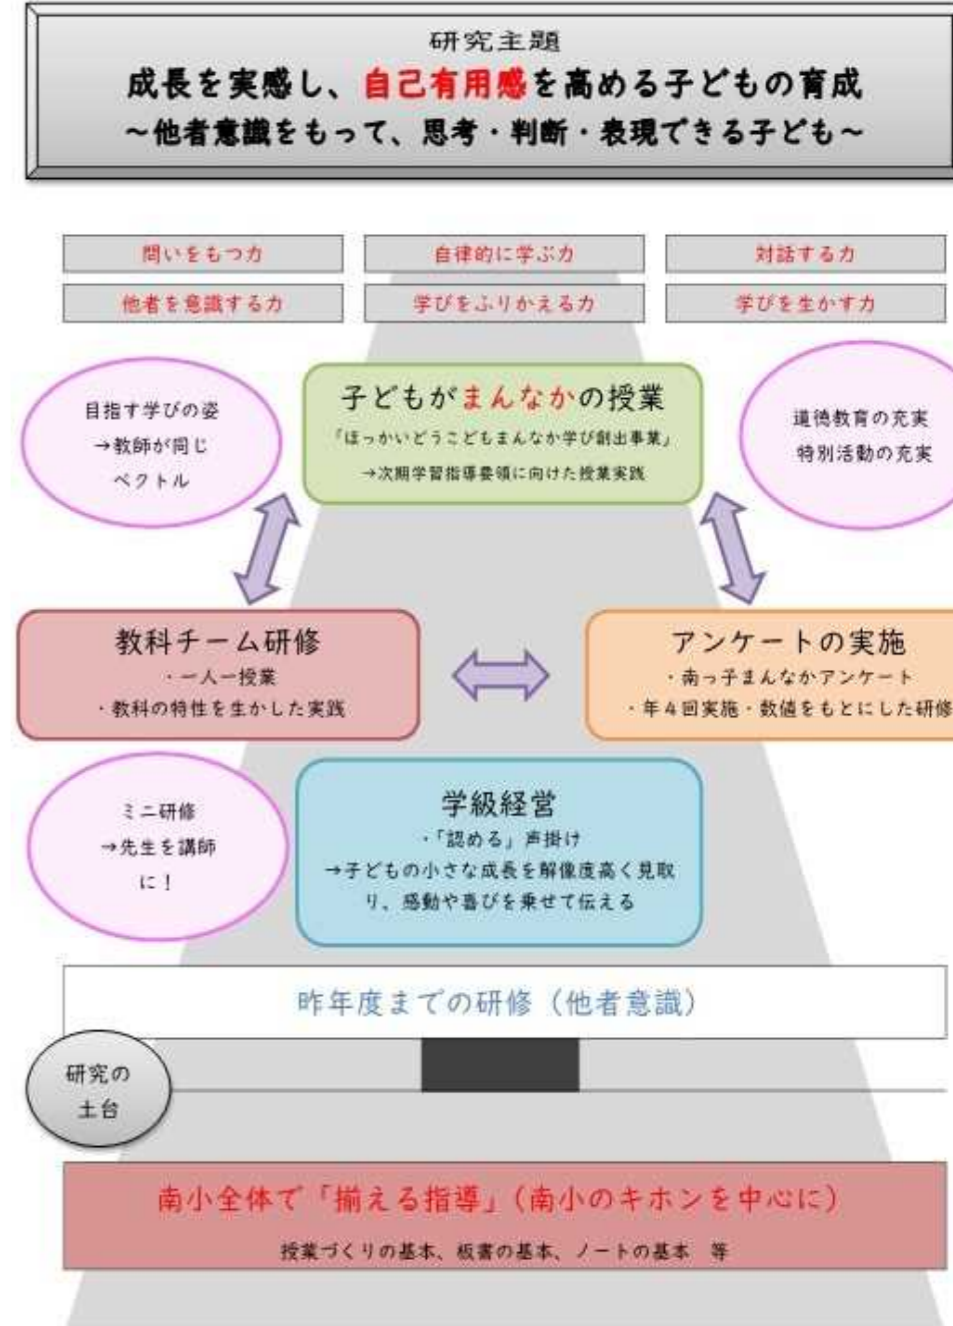 研究主題
成長を実感し、自己有用感を高める子どもの育成
～他者意識をもって、思考・判断・表現できる子ども～
問いをもつ力
自律的に学ぶ力
対話する力
他者を意識する力
学びをふりかえる力
学びを生かす力
目指す学びの姿
→教師が同じ
ベクトル
子どもがまんなかの授業
「ほっかいどうこどもまんなか学び創出事業」
→次期学習指導要領に向けた授業実践
道徳教育の充実
特別活動の充実
教科チーム研修
・一人一授業
・教科の特性を生かした実践
アンケートの実施
・南っ子まんなかアンケート
・年4回実施・数値をもとにした研修
ミニ研修
→先生を講師
に！
学級経営
・「認める」声掛け
→子どもの小さな成長を解像度高く見取
り、感動や喜びを乗せて伝える
昨年度までの研修（他者意識）
研究の
土台
南小全体で「揃える指導」（南小のキホンを中心に）
授業づくりの基本、板書の基本、ノートの基本　等